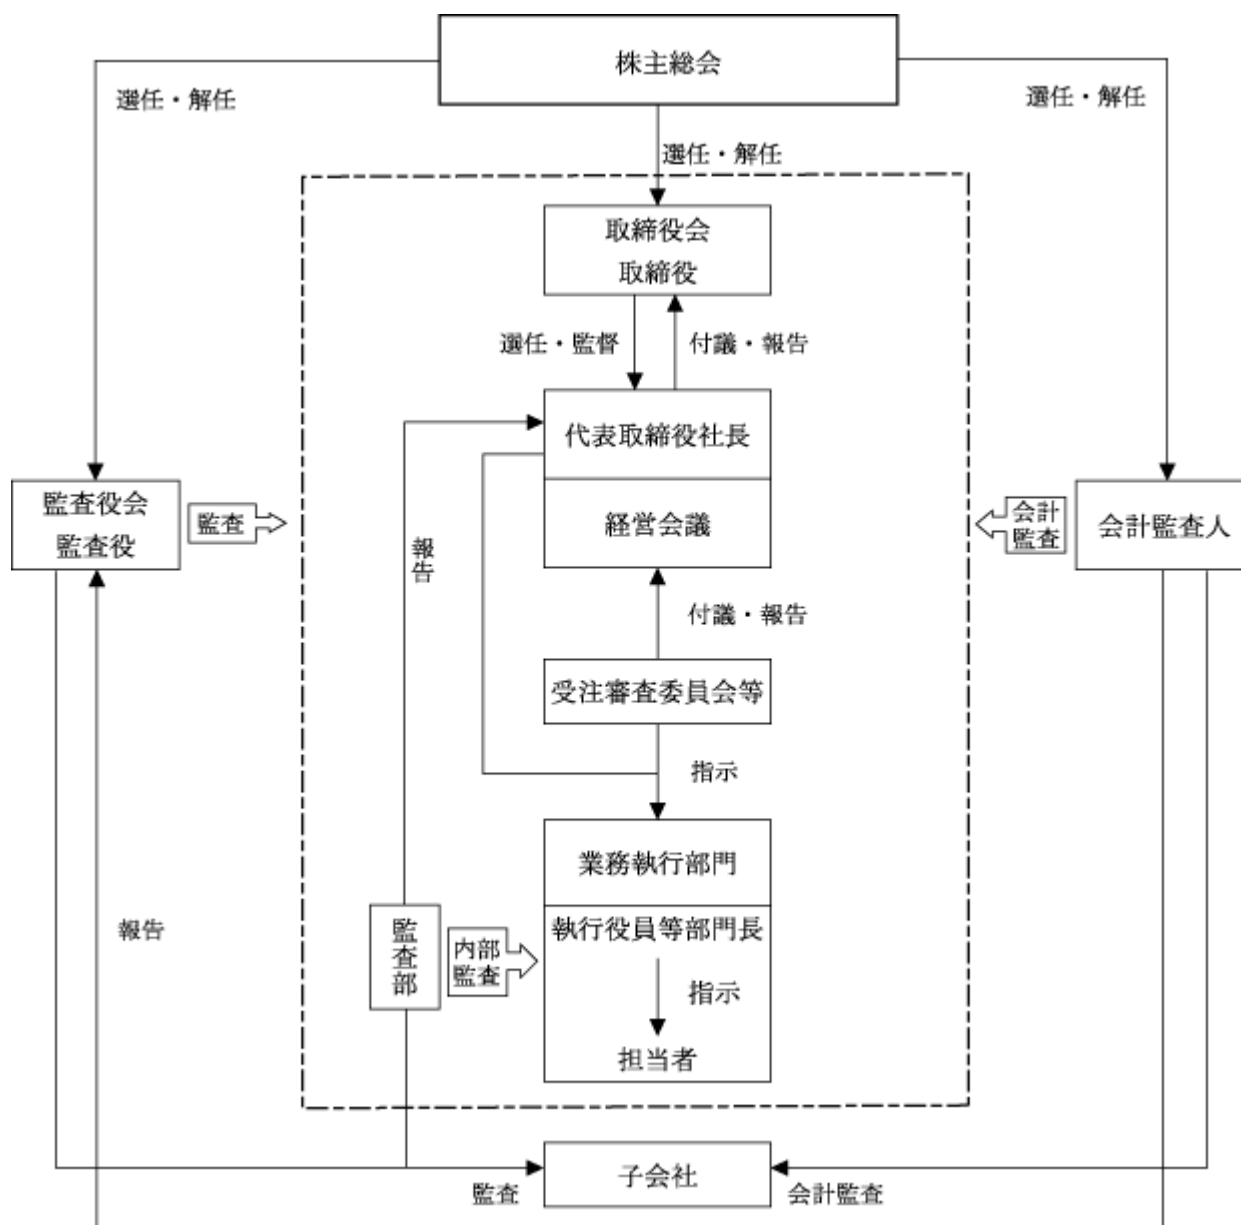 株主総会
選任・解任
選任・解任
選任・解任
取締役会
取締役
選任・監督
付議・報告
代表取締役社長
経営会議
監査役会
監査役
監査
会計
監査
会計監査人
報告
付議・報告
受注審査委員会等
指示
業務執行部門
執行役員等部門長
指示
担当者
監査部
内部
監査
報告
子会社
監査
会計監査